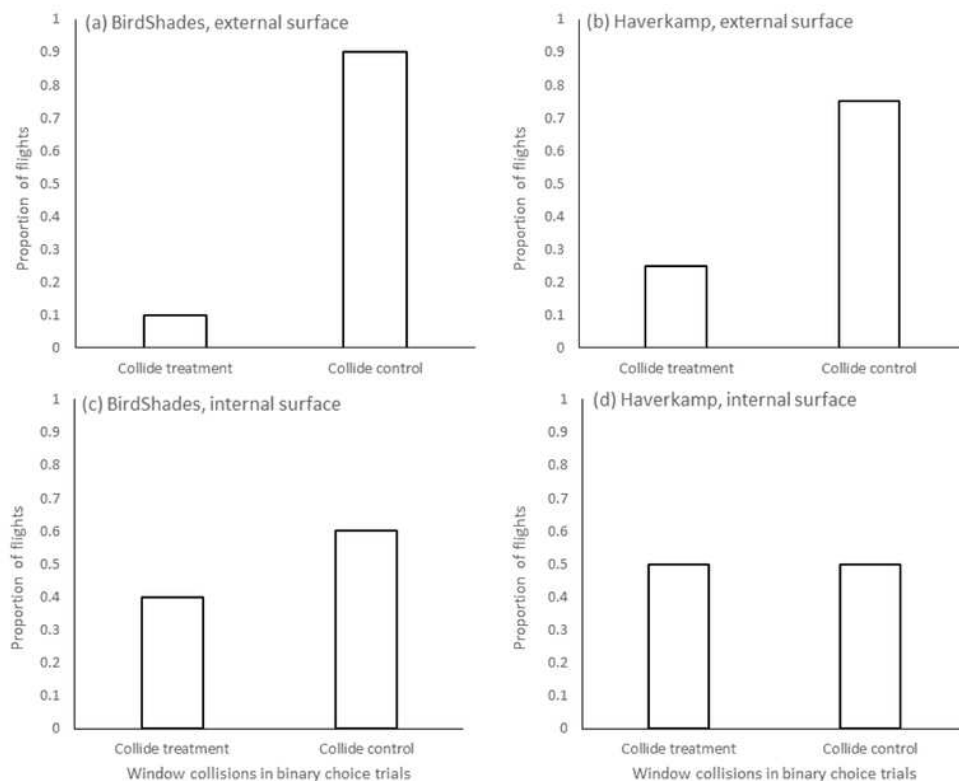 (a) BirdShades, external surface
1
0.9
0.8
0.7
0.6
0.5
0.4
0.3
0.2
0.1
0
Proportion of flights
Collide treatment
Collide control
(b) Haverkamp, external surface
1
0.9
0.8
0.7
0.6
0.5
0.4
0.3
0.2
0.1
0
Proportion of flights
Collide treatment
Collide control
(c) BirdShades, internal surface
1
0.9
0.8
0.7
0.6
0.5
0.4
0.3
0.2
0.1
0
Proportion of flights
Collide treatment
Collide control
Window collisions in binary choice trials
(d) Haverkamp, internal surface
1
0.9
0.8
0.7
0.6
0.5
0.4
0.3
0.2
0.1
0
Proportion of flights
Collide treatment
Collide control
Window collisions in binary choice trials